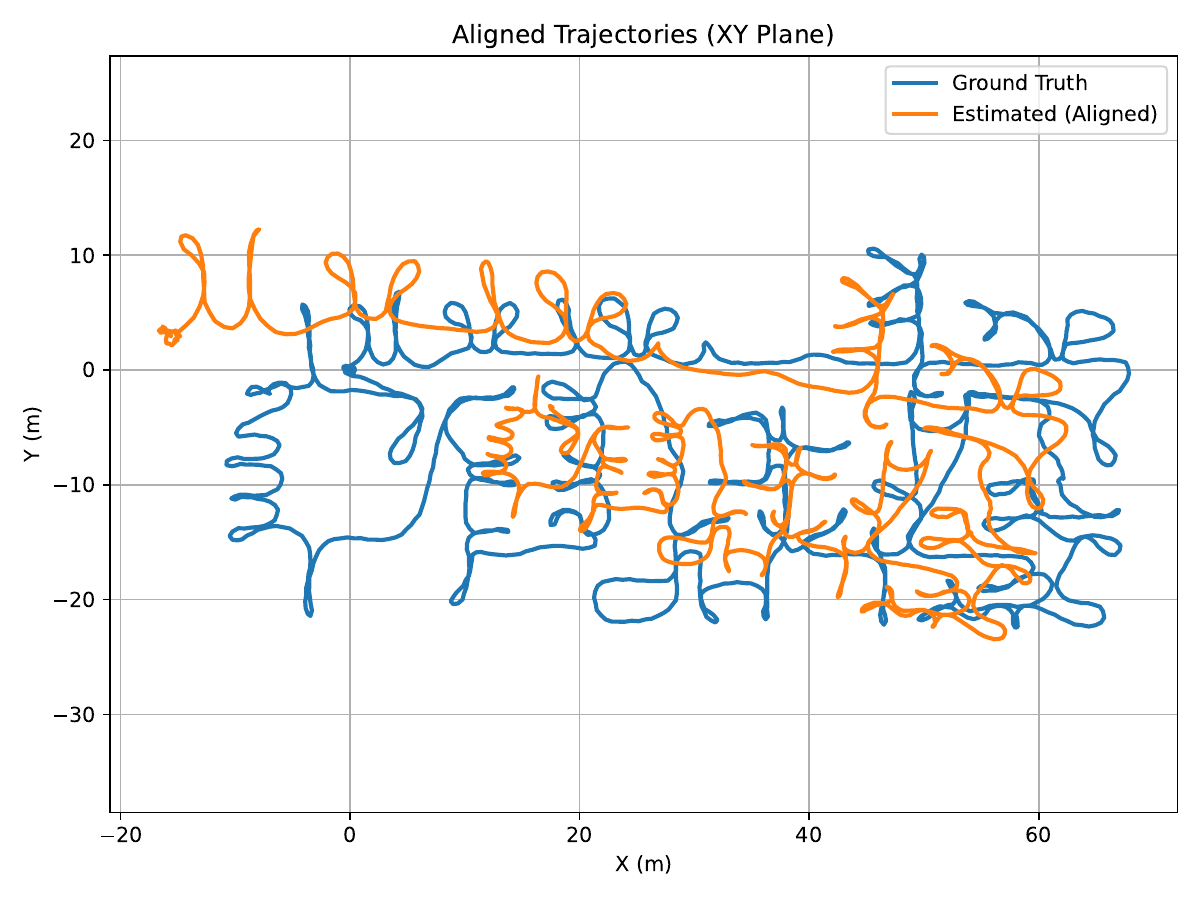 Aligned Trajectories (XY Plane)
Ground Truth
Estimated (Aligned)
20
10
0
−10
−20
−30
Y (m)
−20
0
20
40
60
X (m)